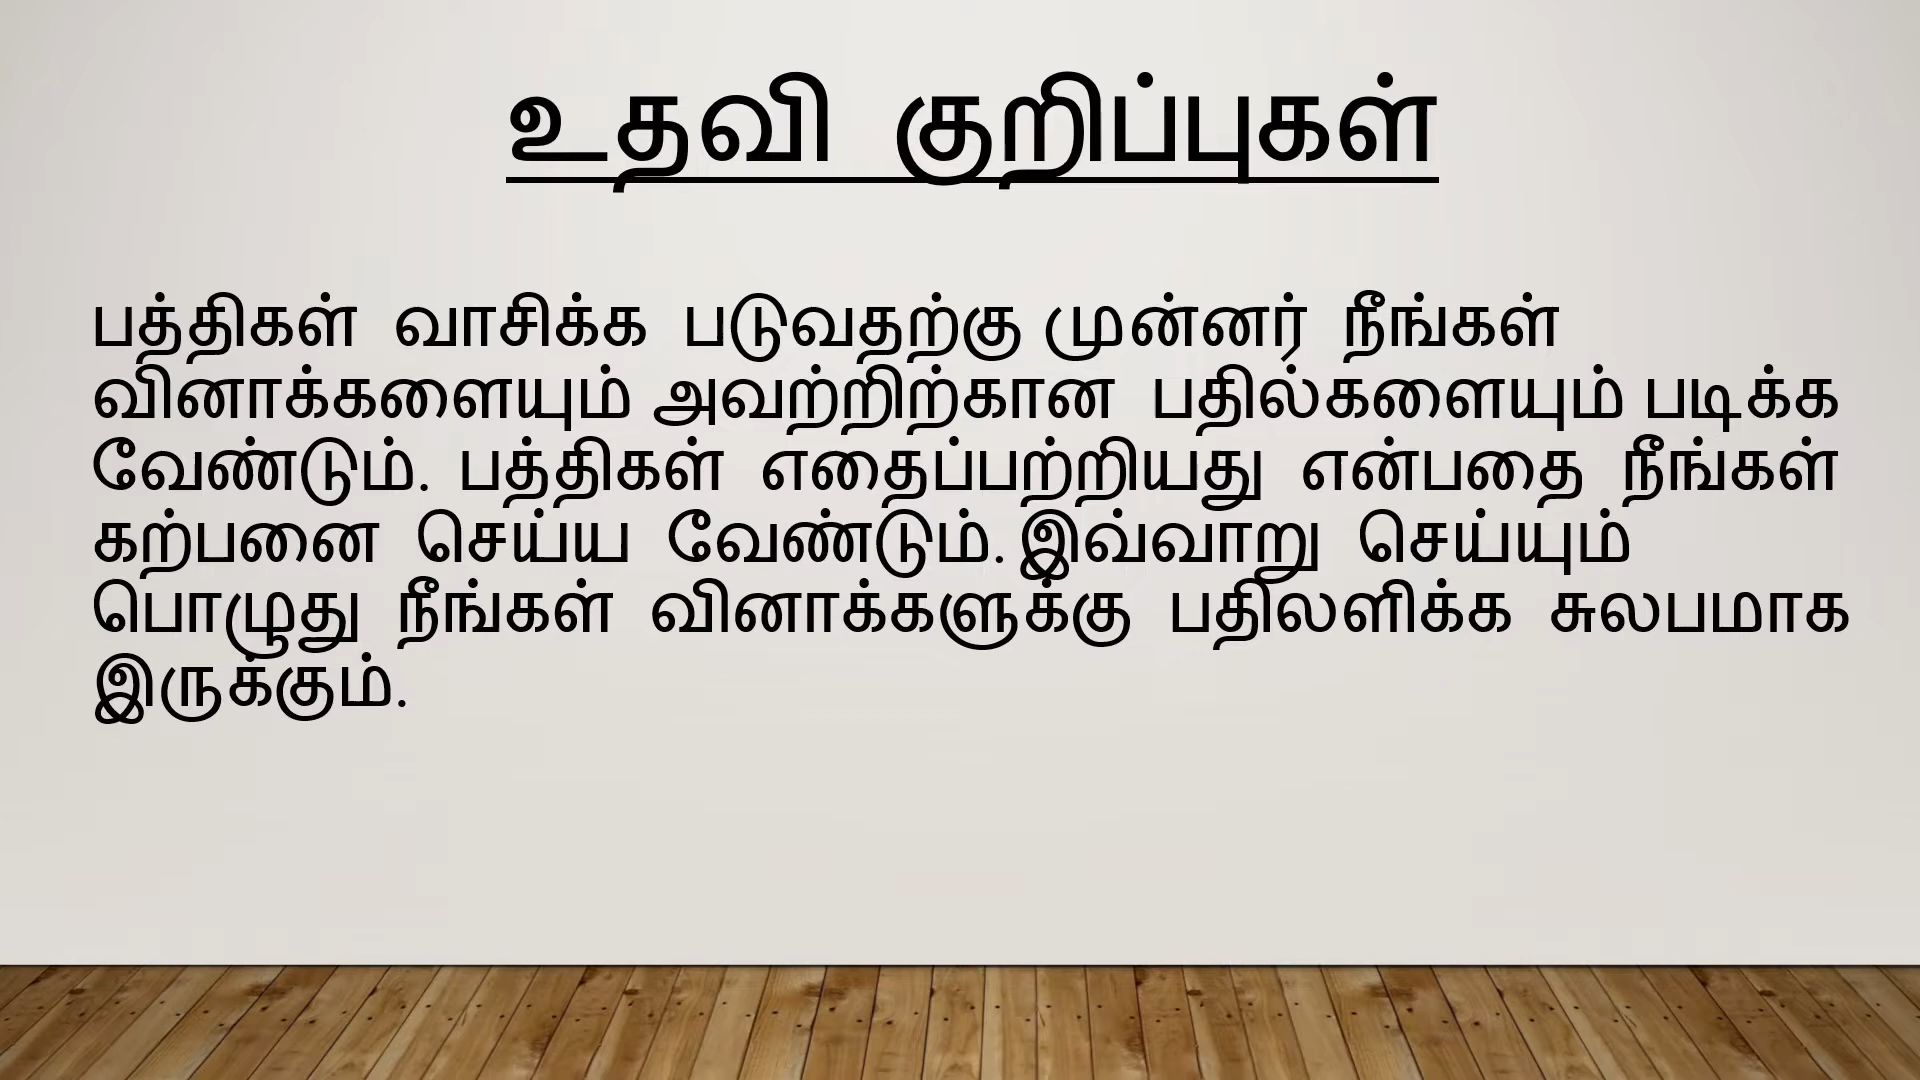 உதவி குறிப்புகள்
பத்திகள் வாசிக்க படுவதற்கு முன்னர் நீங்கள்
வினாக்களையும் அவற்றிற்கான பதில்களையும் படிக்க
வேண்டும். பத்திகள் எதைப்பற்றியது என்பதை நீங்கள்
கற்பனை செய்ய வேண்டும். இவ்வாறு செய்யும்
பொழுது நீங்கள் வினாக்களுக்கு பதிலளிக்க சுலபமாக
இருக்கும்.